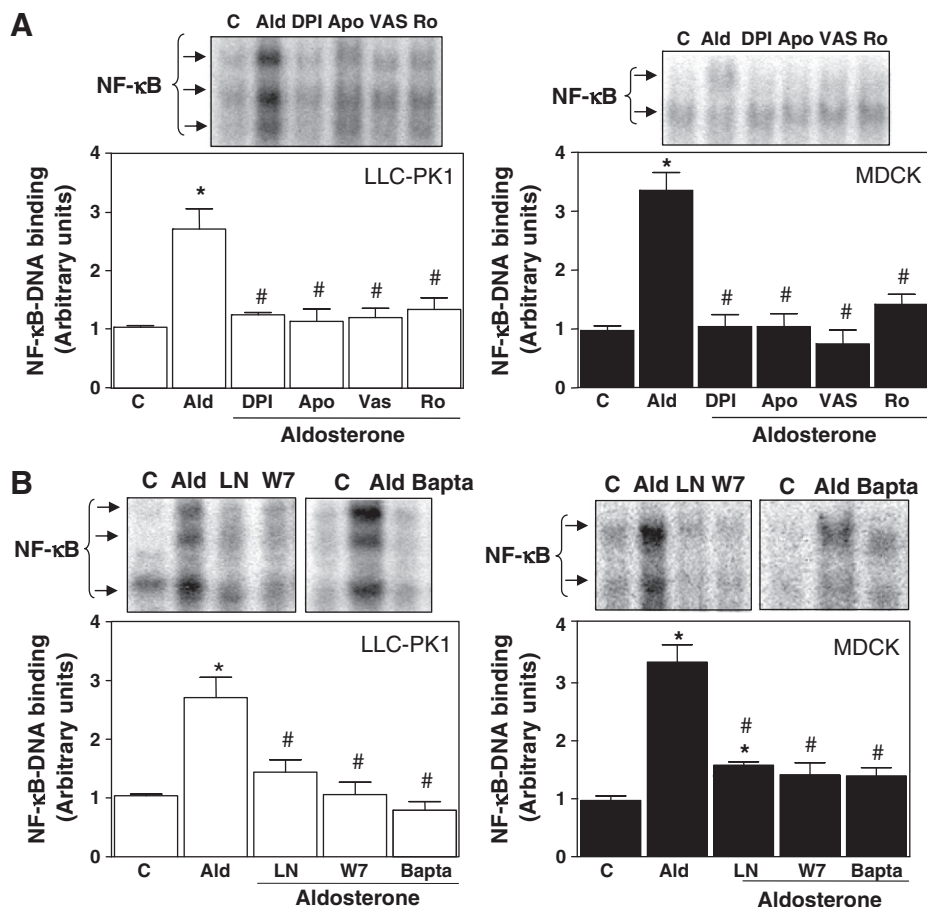 A
C Ald DPI Apo VAS Ro
NF-κB
4
3
2
1
0
NF-κB-DNA binding
(Arbitrary units)
LLC-PK1
*
#
#
#
#
C Ald DPI Apo Vas Ro
Aldosterone
C Ald DPI Apo VAS Ro
NF-κB
4
3
2
1
0
NF-κB-DNA binding
(Arbitrary units)
MDCK
*
#
#
#
#
C Ald DPI Apo VAS Ro
Aldosterone
B
C Ald LN W7
C Ald Bapta
NF-κB
4
3
2
1
0
NF-κB-DNA binding
(Arbitrary units)
LLC-PK1
*
#
#
#
C Ald LN W7 Bapta
Aldosterone
C Ald LN W7
C Ald Bapta
NF-κB
4
3
2
1
0
NF-κB-DNA binding
(Arbitrary units)
MDCK
*
#
*
#
#
C Ald LN W7 Bapta
Aldosterone